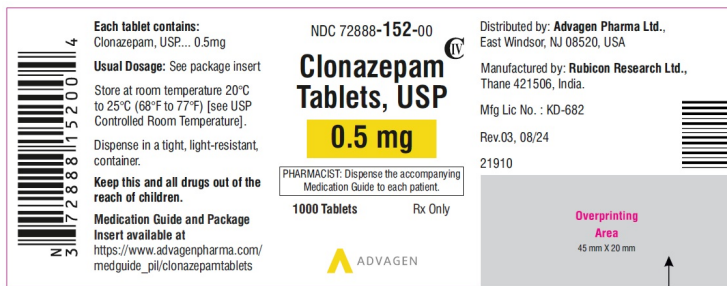 Each tablet contains:
Clonazepam, USP.... 0.5mg
Usual Dosage: See package insert
Store at room temperature 20°C
to 25°C (68°F to 77°F) [see USP
Controlled Room Temperature].
Dispense in a tight, light-resistant,
container.
Keep this and all drugs out of the
reach of children.
Medication Guide and Package
Insert available at
https://www.advagenpharma.com/
medguide_pil/clonazepamtablets
N
3 72888 15200 4
NDC 72888-152-00
CIV
Clonazepam
Tablets, USP
0.5 mg
PHARMACIST: Dispense the accompanying
Medication Guide to each patient.
1000 Tablets Rx Only
ADVAGEN
Distributed by: Advagen Pharma Ltd.,
East Windsor, NJ 08520, USA
Manufactured by: Rubicon Research Ltd.,
Thane 421506, India.
Mfg Lic No. : KD-682
Rev.03, 08/24
21910
Overprinting
Area
45 mm X 20 mm